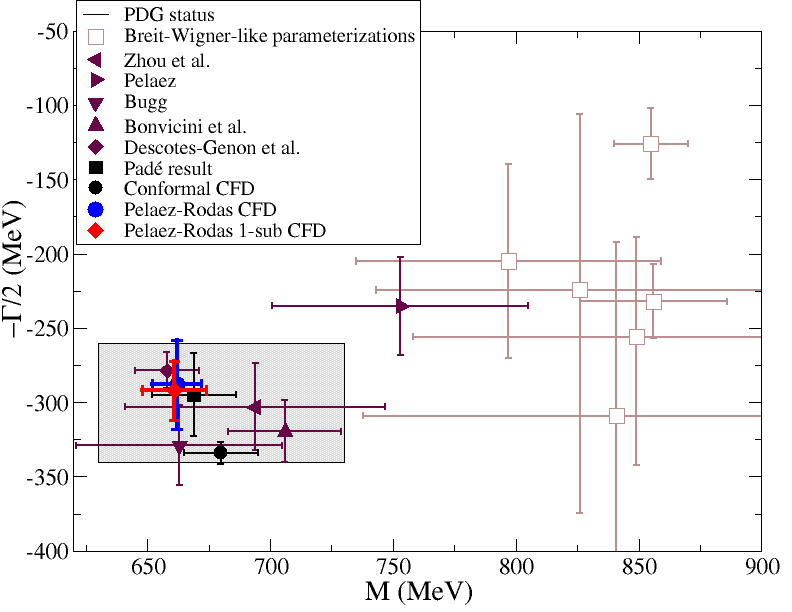 PDG status
Breit-Wigner-like parameterizations
Zhou et al.
Pelaez
Bugg
Bonvicini et al.
Descotes-Genon et al.
Padé result
Conformal CFD
Pelaez-Rodas CFD
Pelaez-Rodas 1-sub CFD
-50
-100
-150
-200
-250
-300
-350
-400
−Γ/2 (MeV)
650 700 750 800 850 900
M (MeV)